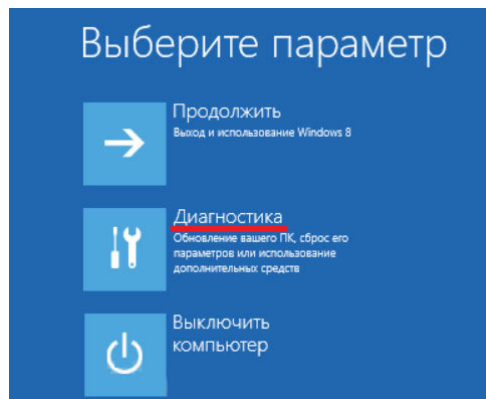 Выберите параметр
Продолжить
Выход и использование Windows 8
Диагностика
Обновление вашего ПК, сброс его
параметров или использование
дополнительных средств
Выключить
компьютер